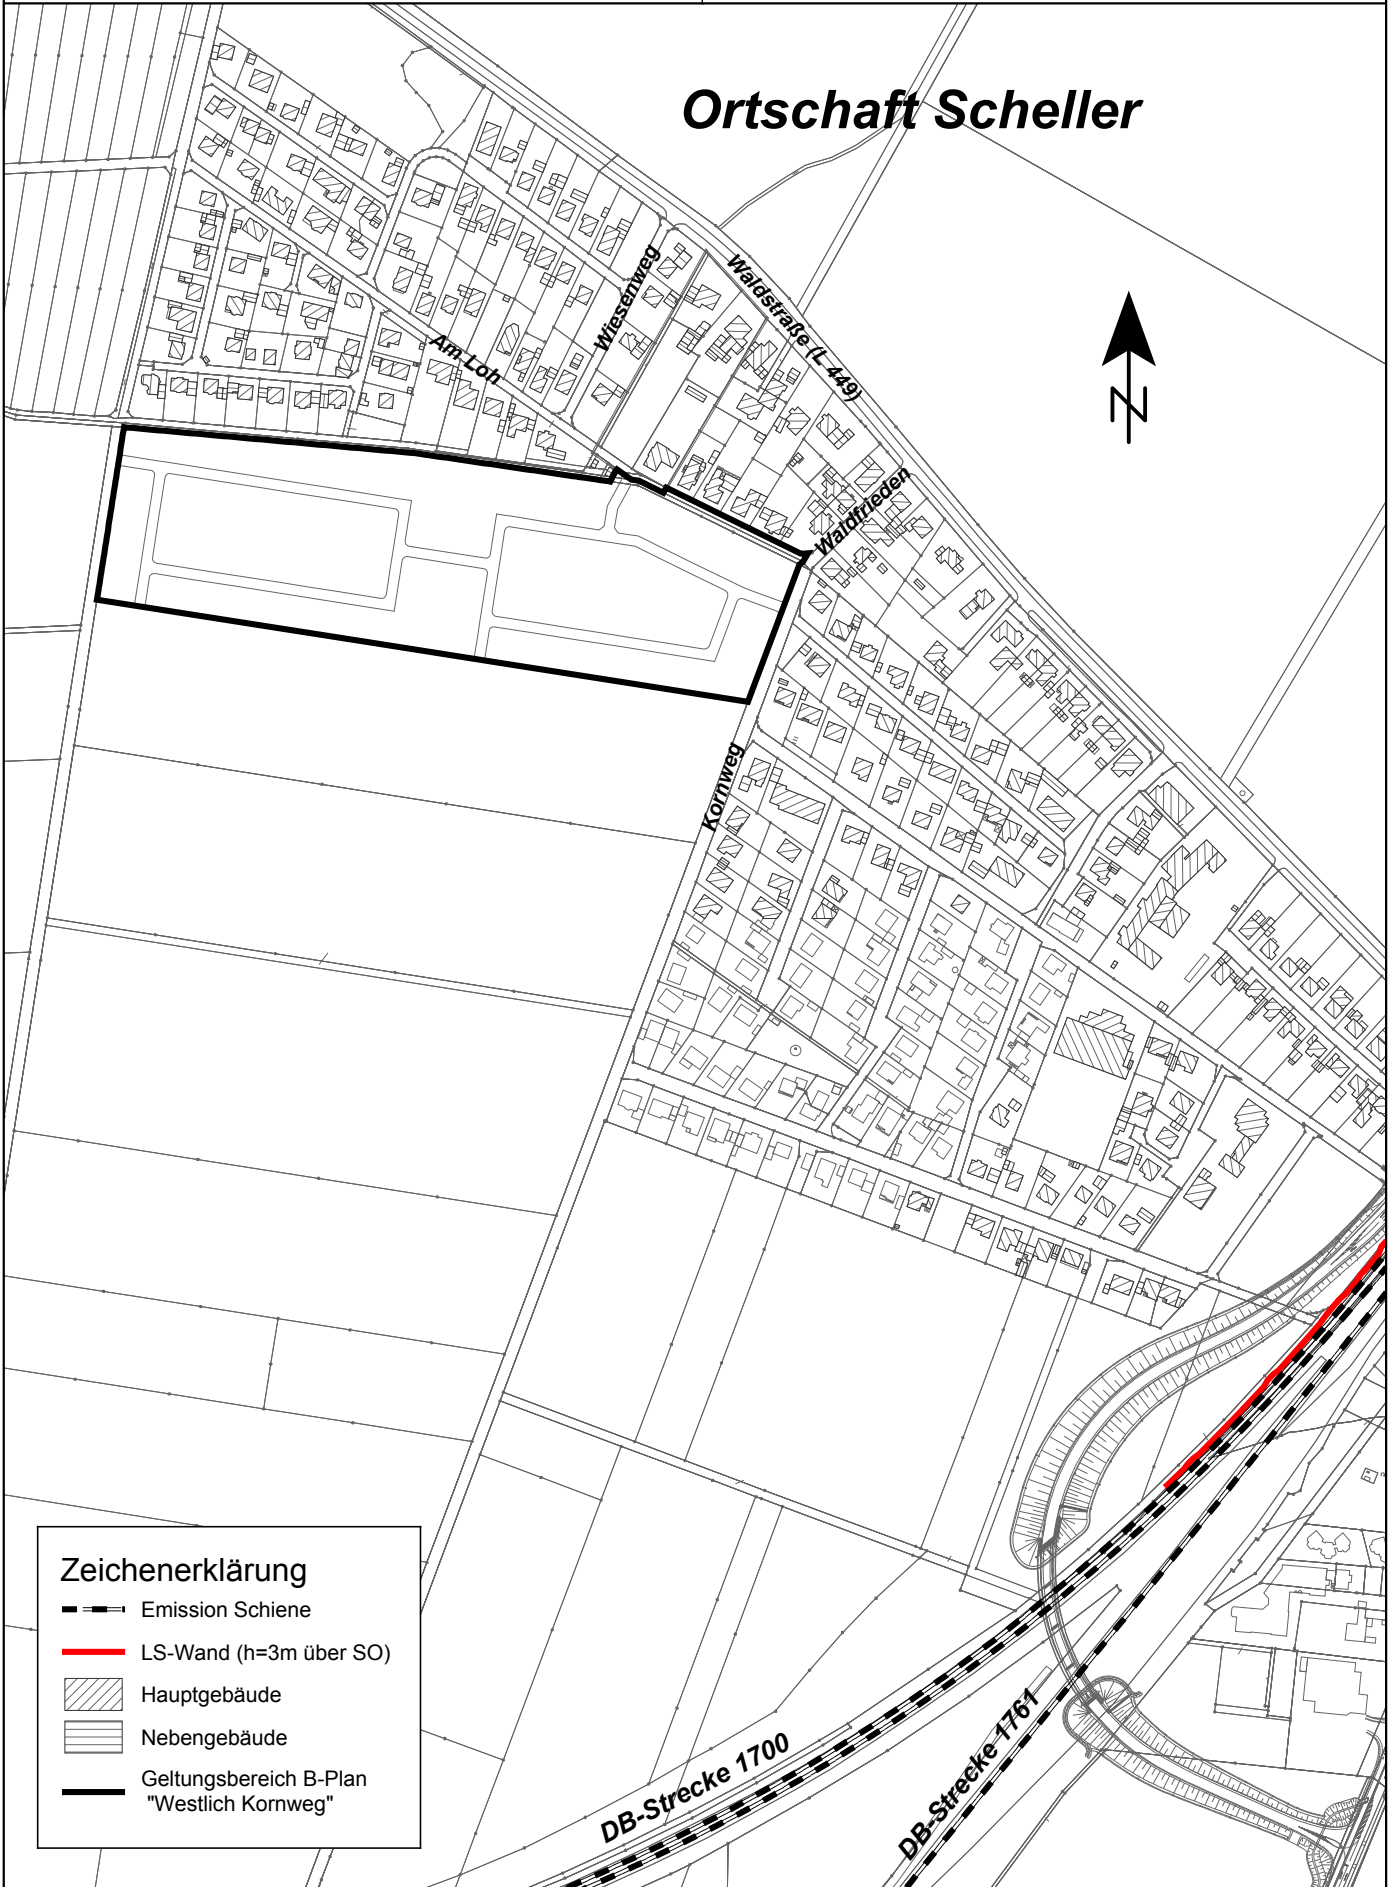 Ortschaft Scheller
Wiesenweg
Waldstraße (L 449)
Am Loh
N
Waldfrieden
Kornweg
Zeichenerklärung
Emission Schiene
LS-Wand (h=3m über SO)
Hauptgebäude
Nebengebäude
Geltungsbereich B-Plan
"Westlich Kornweg"
DB-Strecke 1700
DB-Strecke 1761